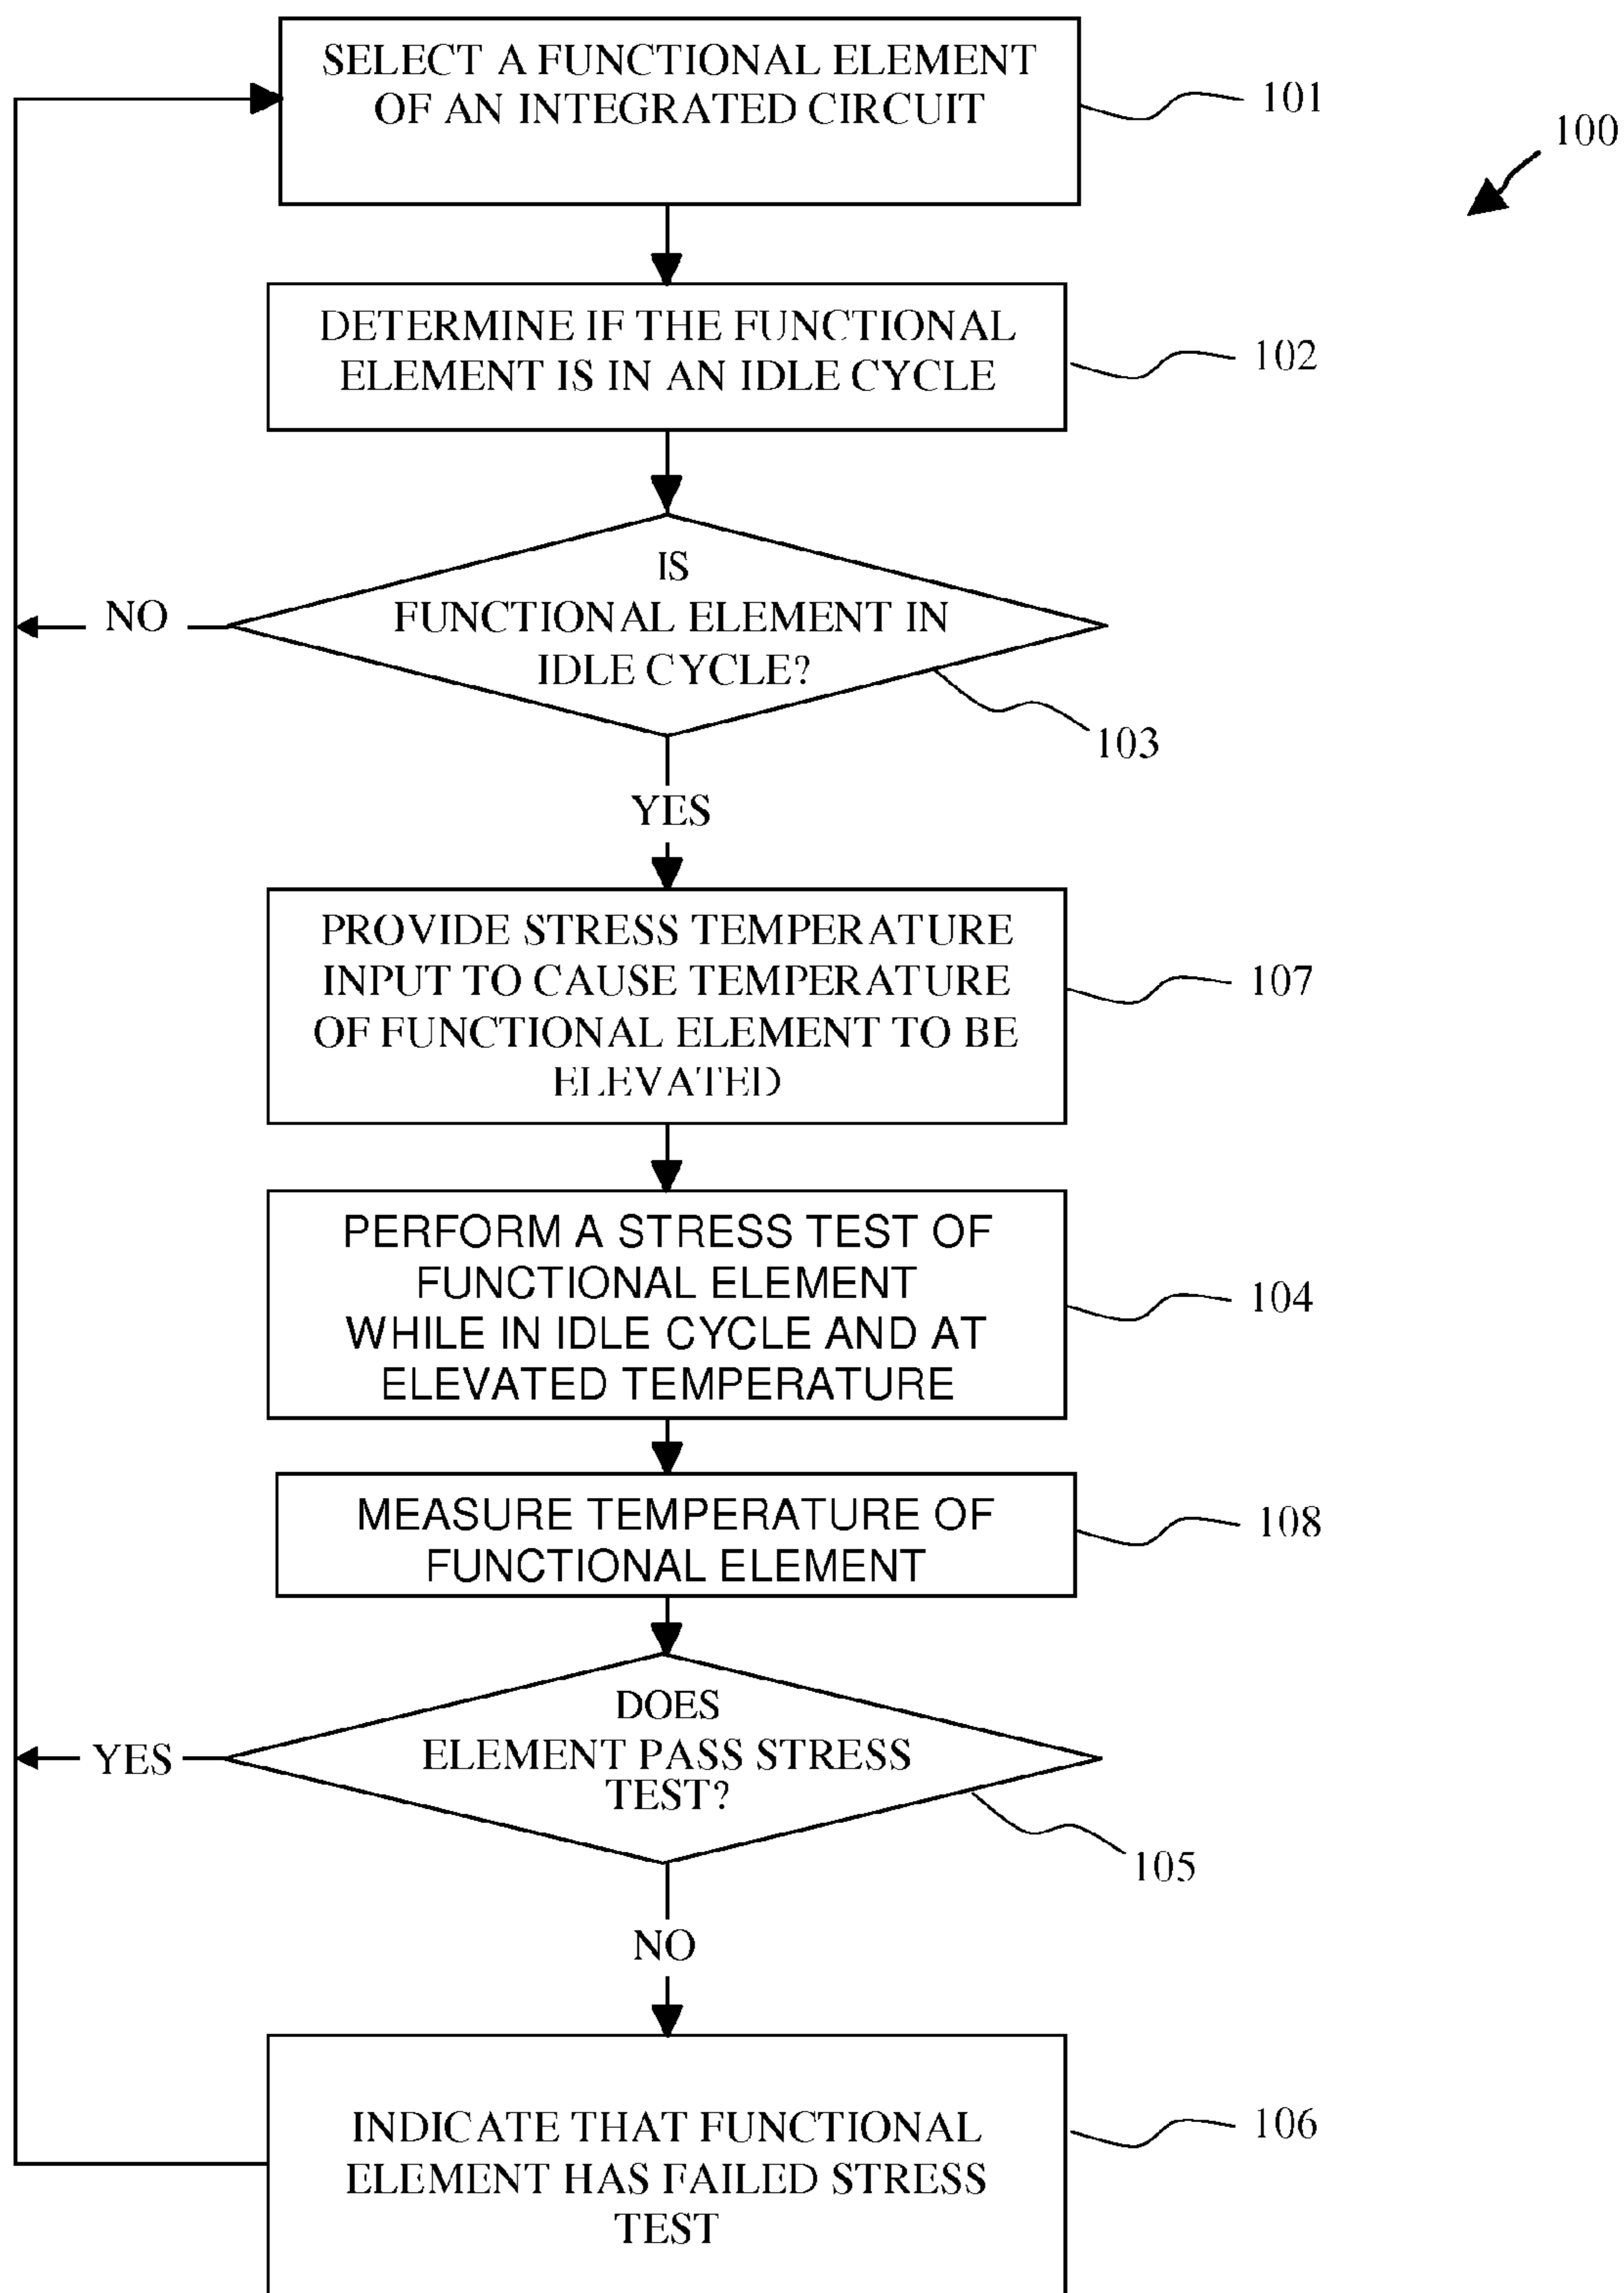 SELECT A FUNCTIONAL ELEMENT
OF AN INTEGRATED CIRCUIT
101
100
DETERMINE IF THE FUNCTIONAL
ELEMENT IS IN AN IDLE CYCLE
102
IS
FUNCTIONAL ELEMENT IN
IDLE CYCLE?
NO
103
YES
PROVIDE STRESS TEMPERATURE
INPUT TO CAUSE TEMPERATURE
OF FUNCTIONAL ELEMENT TO BE
ELEVATED
107
PERFORM A STRESS TEST OF
FUNCTIONAL ELEMENT
WHILE IN IDLE CYCLE AND AT
ELEVATED TEMPERATURE
104
MEASURE TEMPERATURE OF
FUNCTIONAL ELEMENT
108
DOES
ELEMENT PASS STRESS
TEST?
YES
105
NO
INDICATE THAT FUNCTIONAL
ELEMENT HAS FAILED STRESS
TEST
106